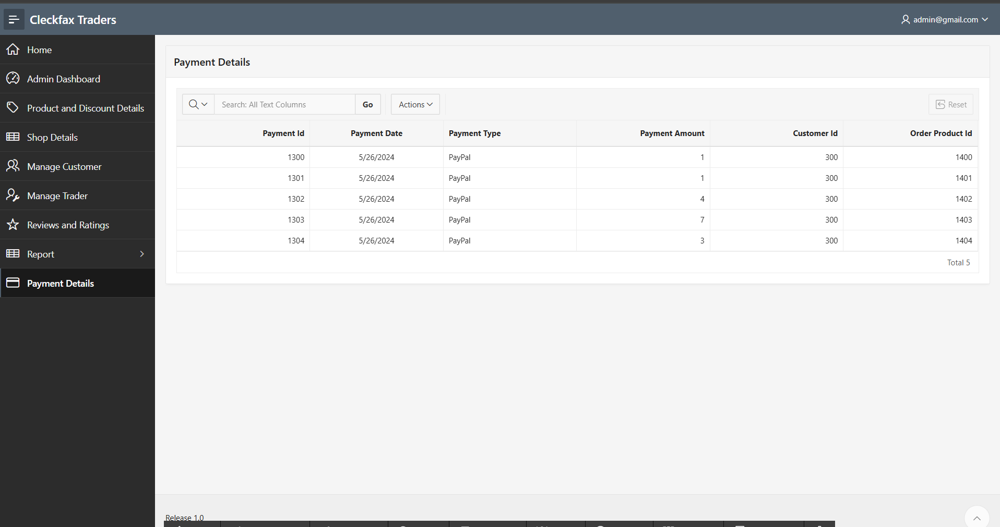 Cleckfax Traders
admin@gmail.com
Home
Admin Dashboard
Product and Discount Details
Shop Details
Manage Customer
Manage Trader
Reviews and Ratings
Report
Payment Details
Payment Details
Search: All Text Columns Go Actions Reset
Payment Id Payment Date Payment Type Payment Amount Customer Id Order Product Id
1300 5/26/2024 PayPal 1 300 1400
1301 5/26/2024 PayPal 1 300 1401
1302 5/26/2024 PayPal 4 300 1402
1303 5/26/2024 PayPal 7 300 1403
1304 5/26/2024 PayPal 3 300 1404
Total 5
Release 1.0